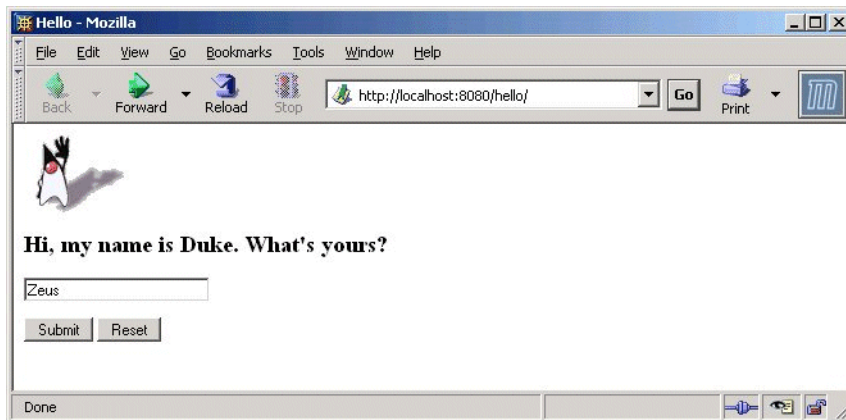 Hello - Mozilla
File Edit View Go Bookmarks Tools Window Help
Back Forward Reload Stop http://localhost:8080/hello/ Go Print
Hi, my name is Duke. What's yours?
Zeus
Submit Reset
Done